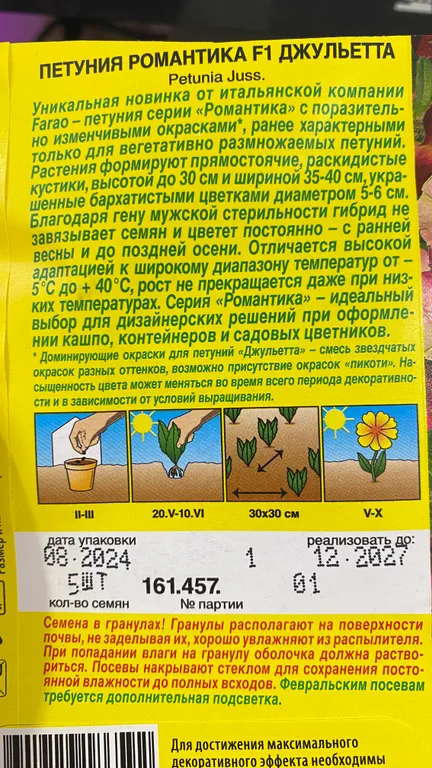 ПЕТУНИЯ РОМАНТИКА F1 ДЖУЛЬЕТТА
Petunia Juss.
Уникальная новинка от итальянской компании
Farao – петуния серии «Романтика» с поразитель-
но изменчивыми окрасками*, ранее характерными
только для вегетативно размножаемых петуний.
Растения формируют прямостоячие, раскидистые
кустики, высотой до 30 см и шириной 35-40 см, укра-
шенные бархатистыми цветками диаметром 5-6 см.
Благодаря гену мужской стерильности гибрид не
завязывает семян и цветет постоянно – с ранней
весны и до поздней осени. Отличается высокой
адаптацией к широкому диапазону температур от –
5°С до + 40°С, рост не прекращается даже при низ-
ких температурах. Серия «Романтика» – идеальный
выбор для дизайнерских решений при оформле-
нии кашпо, контейнеров и садовых цветников.
* Доминирующие окраски для петуний «Джульетта» – смесь звездчатых
окрасок разных оттенков, возможно присутствие окрасок «пикоти». На-
сыщенность цвета может меняться во время всего периода декоративно-
сти и в зависимости от условий выращивания.
II-III 20.V-10.VI 30x30 см V-X
дата упаковки реализовать до:
08.2024 1 12.2027
5ШТ 161.457. 01
кол-во семян № партии
Семена в гранулах! Гранулы располагают на поверхности
почвы, не заделывая их, хорошо увлажняют из распылителя.
При попадании влаги на гранулу оболочка должна раство-
риться. Посевы накрывают стеклом для сохранения посто-
янной влажности до полных всходов. Февральским посевам
требуется дополнительная подсветка.
Для достижения максимального
декоративного эффекта необходимы